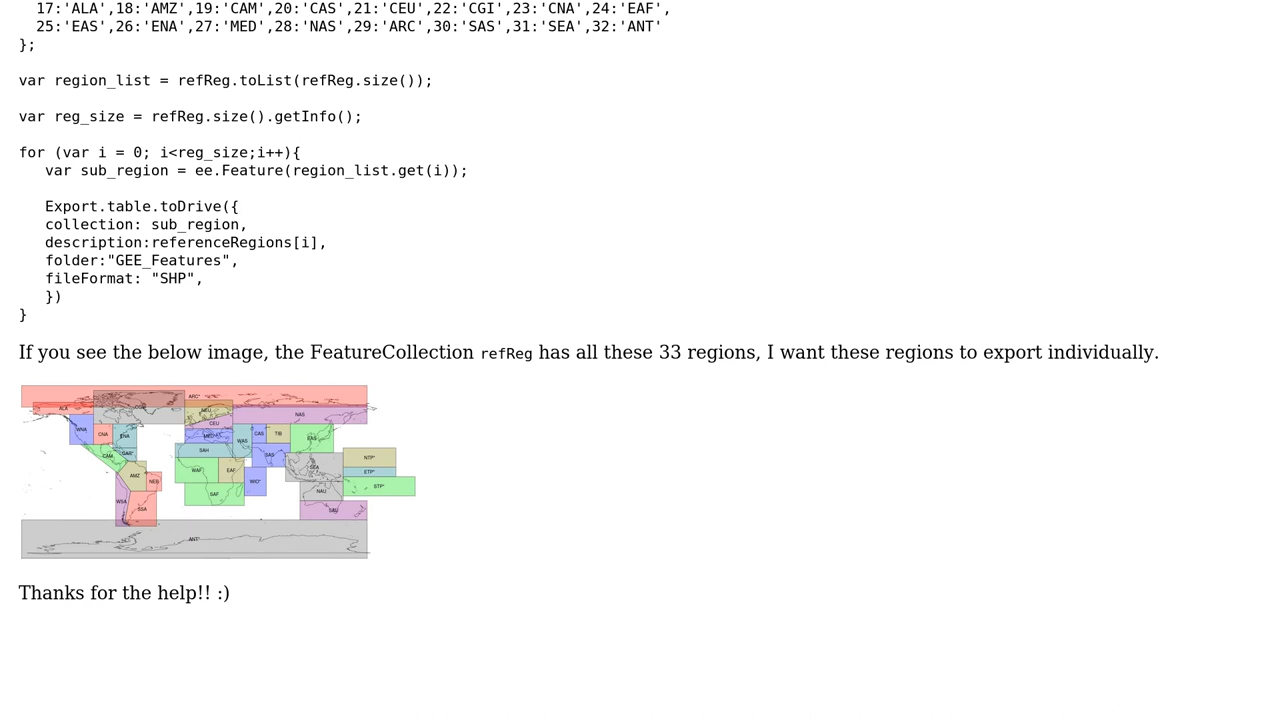 17:'ALA',18:'AMZ',19:'CAM',20:'CAS',21:'CEU',22:'CGI',23:'CNA',24:'EAF',
25:'EAS',26:'ENA',27:'MED',28:'NAS',29:'ARC',30:'SAS',31:'SEA',32:'ANT'
};
var region_list = refReg.toList(refReg.size());
var reg_size = refReg.size().getInfo();
for (var i = 0; i<reg_size;i++){
var sub_region = ee.Feature(region_list.get(i));
Export.table.toDrive({
collection: sub_region,
description:referenceRegions[i],
folder:"GEE_Features",
fileFormat: "SHP",
})
}
If you see the below image, the FeatureCollection refReg has all these 33 regions, I want these regions to export individually.
ARC*
ALA
CGI
NEU
NAS
CEU
WNA
CNA
ENA
MED
WAS
CAS
TIB
EAS
CAM
CAR*
SAH
SAS
NTP*
AMZ
WAF
EAF
SEA
ETP*
NEB
WIO*
STP*
SAF
NAU
WSA
SSA
SAU
ANT*
Thanks for the help!! :)